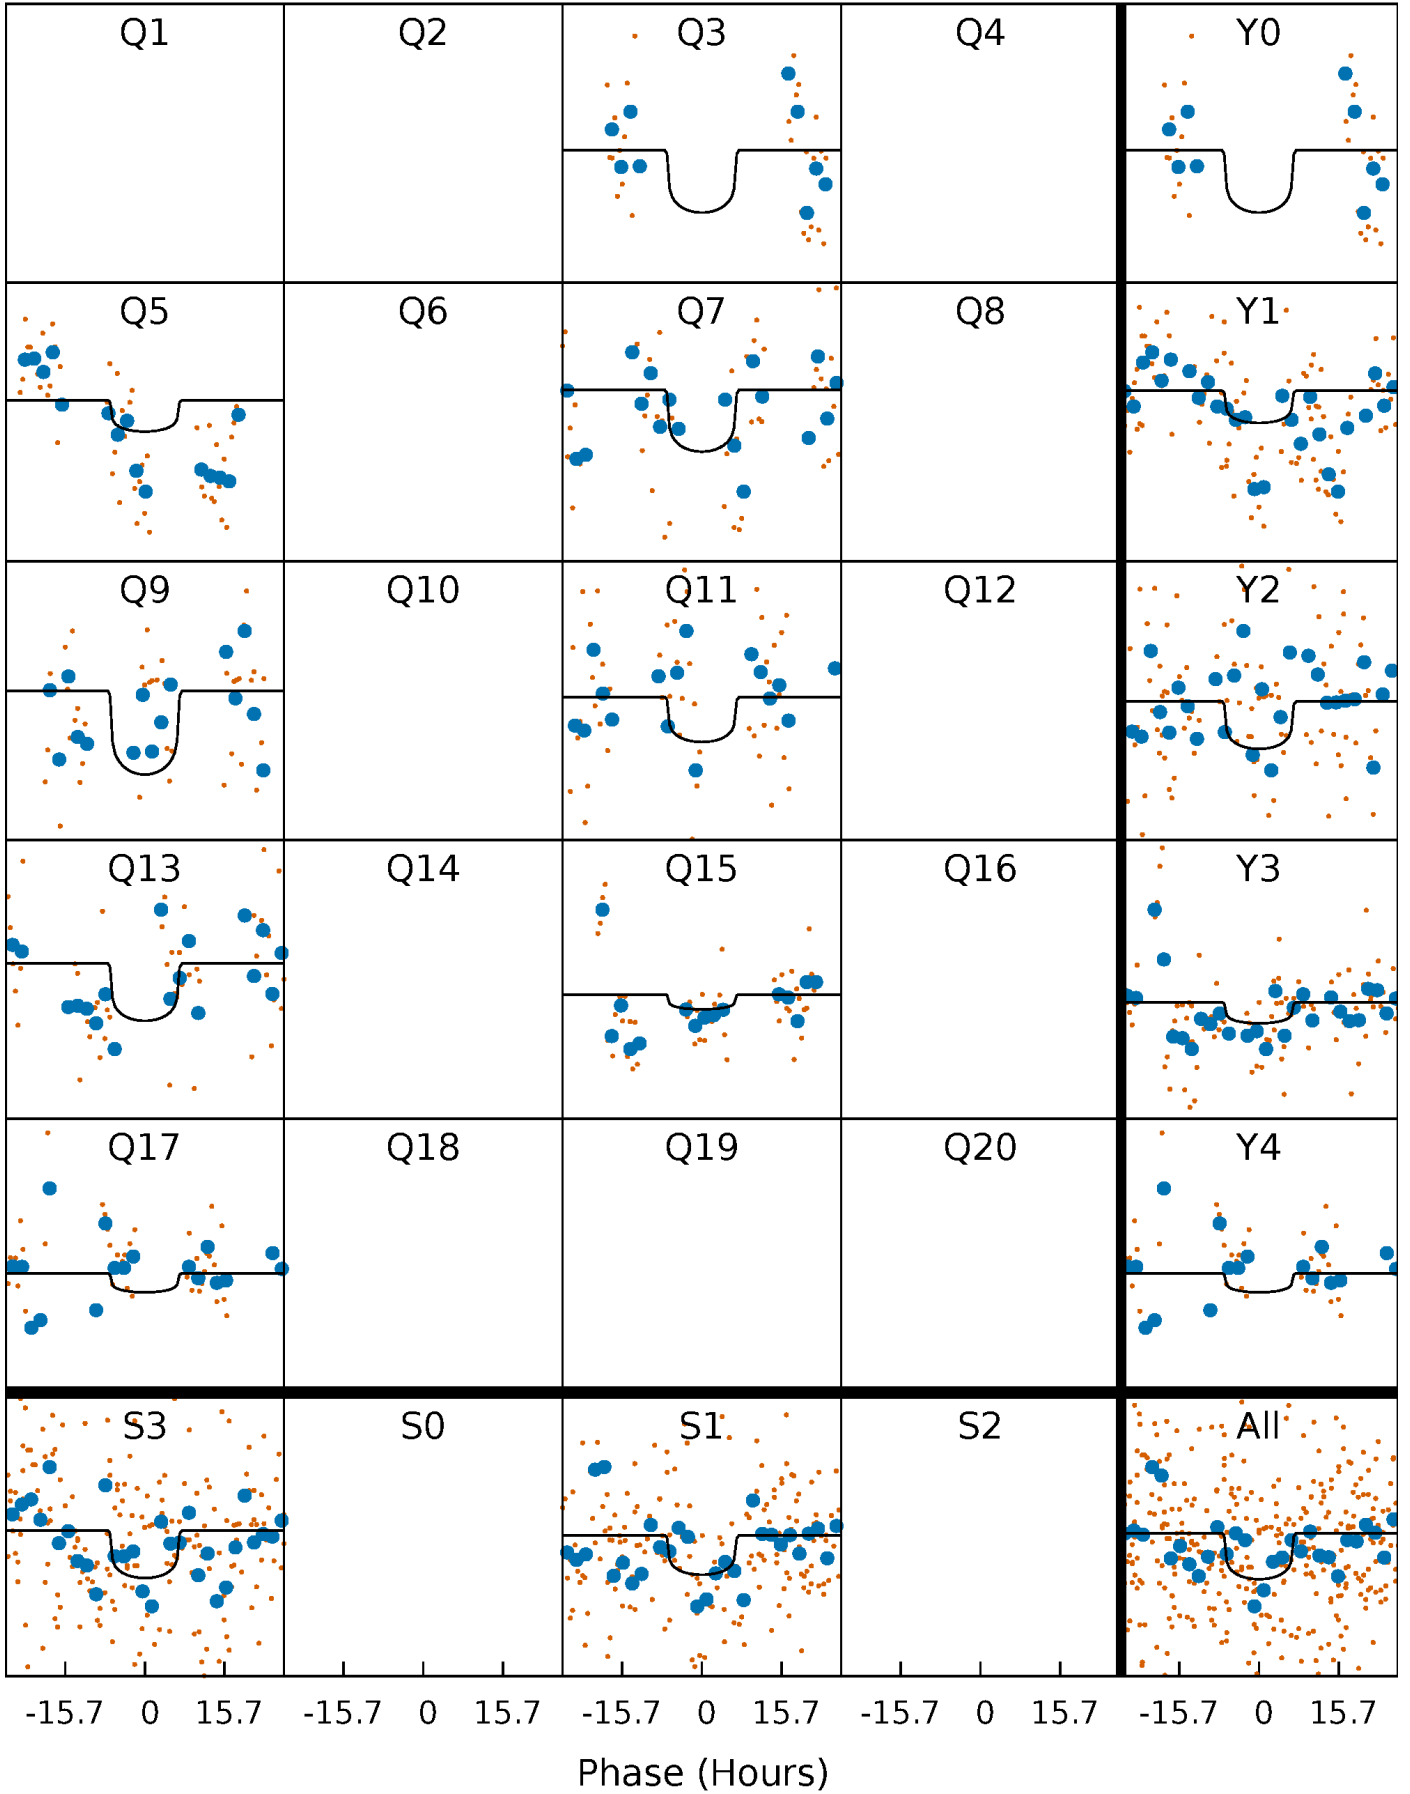 Q1 Q2 Q3 Q4 Y0
Q5 Q6 Q7 Q8 Y1
Q9 Q10 Q11 Q12 Y2
Q13 Q14 Q15 Q16 Y3
Q17 Q18 Q19 Q20 Y4
S3 S0 S1 S2 All
-15.7 0 15.7 -15.7 0 15.7 -15.7 0 15.7 -15.7 0 15.7 -15.7 0 15.7
Phase (Hours)